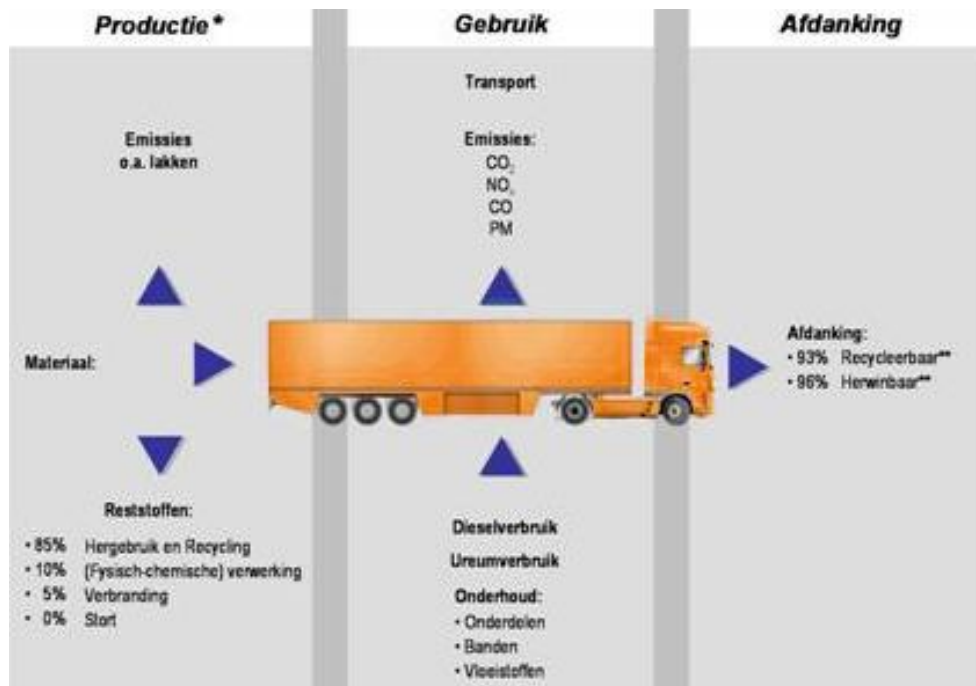 Productie*
Gebruik
Afdanking
Emissies
o.a. lakken
Materiaal:
Reststoffen:
• 85% Hergebruik en Recycling
• 10% (Fysisch-chemische) verwerking
• 5% Verbranding
• 0% Stort
Transport
Emissies:
CO₂
NOₓ
CO
PM
Dieselverbruik
Ureumverbruik
Onderhoud:
• Onderdelen
• Banden
• Vloeistoffen
Afdanking:
• 93% Recycleerbaar**
• 96% Herwinbaar**